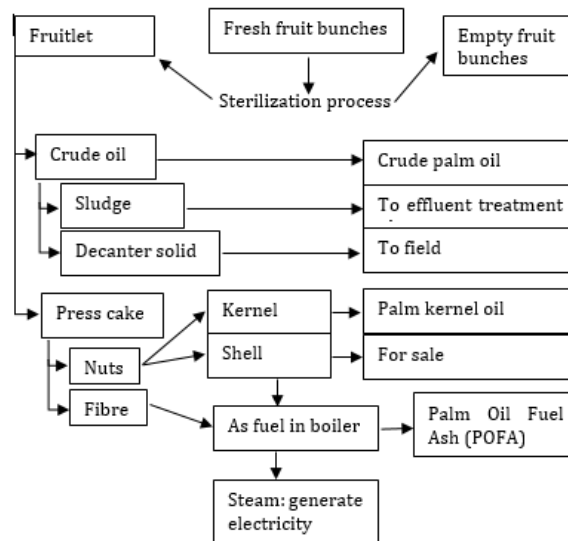 Fruitlet
Fresh fruit bunches
Empty fruit
bunches
Sterilization process
Crude oil
Crude palm oil
Sludge
To effluent treatment
Decanter solid
To field
Press cake
Kernel
Palm kernel oil
Nuts
Shell
For sale
Fibre
As fuel in boiler
Palm Oil Fuel
Ash (POFA)
Steam: generate
electricity